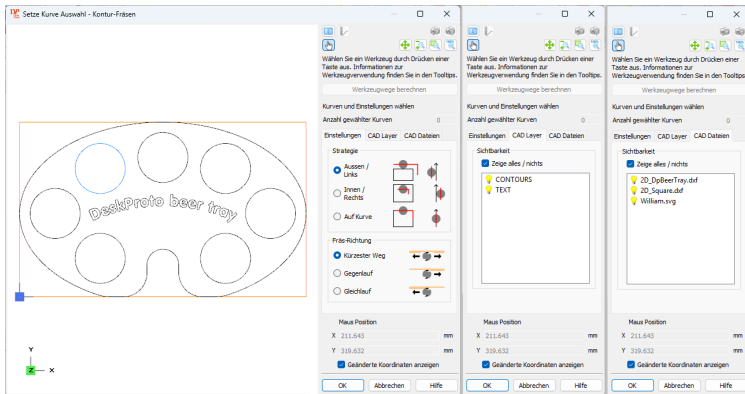 Setze Kurve Auswahl - Kontur-Fräsen
DeskProto beer tray
Y
Z X
Wählen Sie ein Werkzeug durch Drücken einer
Taste aus. Informationen zur
Werkzeugverwendung finden Sie in den Tooltips.
Werkzeugwege berechnen
Kurven und Einstellungen wählen
Anzahl gewählter Kurven 0
Einstellungen CAD Layer CAD Dateien
Strategie
Aussen /
Links
Innen /
Rechts
Auf Kurve
Fräs-Richtung
Kürzester Weg
Gegenlauf
Gleichlauf
Maus Position
X 211.643 mm
Y 319.632 mm
Geänderte Koordinaten anzeigen
OK Abbrechen Hilfe
Wählen Sie ein Werkzeug durch Drücken einer
Taste aus. Informationen zur
Werkzeugverwendung finden Sie in den Tooltips.
Werkzeugwege berechnen
Kurven und Einstellungen wählen
Anzahl gewählter Kurven 0
Einstellungen CAD Layer CAD Dateien
Sichtbarkeit
Zeige alles / nichts
CONTOURS
TEXT
Maus Position
X 211.643 mm
Y 319.632 mm
Geänderte Koordinaten anzeigen
OK Abbrechen Hilfe
Wählen Sie ein Werkzeug durch Drücken einer
Taste aus. Informationen zur
Werkzeugverwendung finden Sie in den Tooltips.
Werkzeugwege berechnen
Kurven und Einstellungen wählen
Anzahl gewählter Kurven 0
Einstellungen CAD Layer CAD Dateien
Sichtbarkeit
Zeige alles / nichts
2D_DpBeerTray.dxf
2D_Square.dxf
William.svg
Maus Position
X 211.643 mm
Y 319.632 mm
Geänderte Koordinaten anzeigen
OK Abbrechen Hilfe